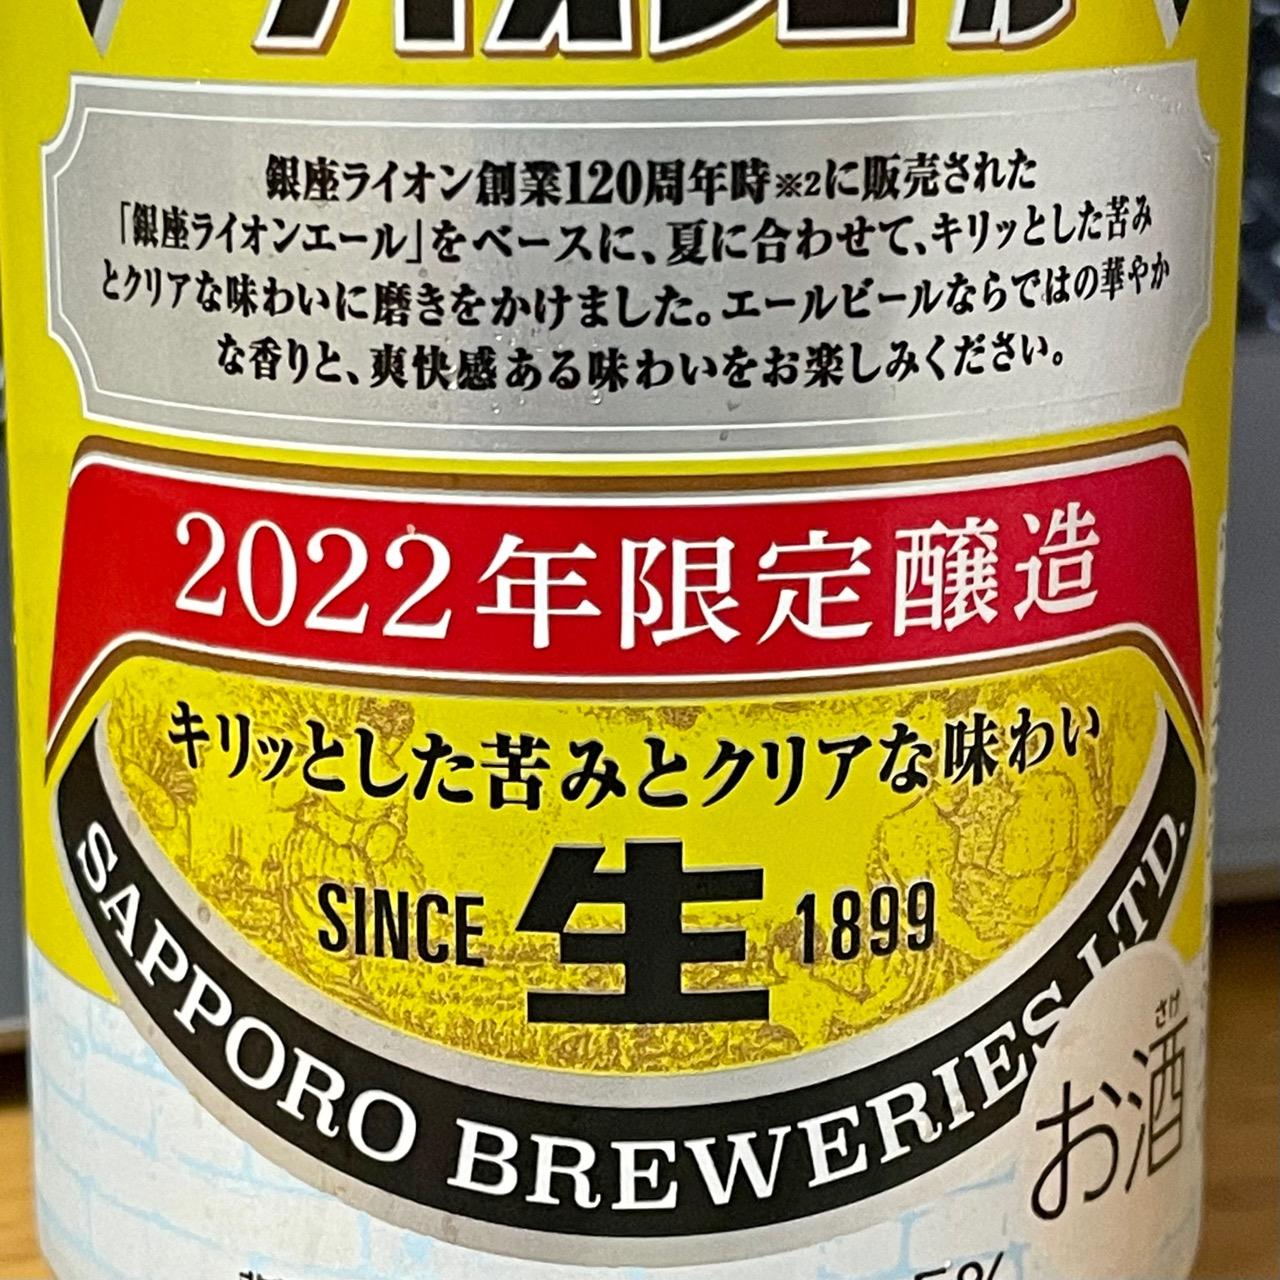 銀座ライオン創業120周年時※2に販売された
「銀座ライオンエール」をベースに、夏に合わせて、キリッとした苦み
とクリアな味わいに磨きをかけました。エールビールならではの華やか
な香りと、爽快感ある味わいをお楽しみください。
2022年限定醸造
キリッとした苦みとクリアな味わい
SINCE 生 1899
SAPPORO BREWERIES LTD.
さけ
お酒
5%